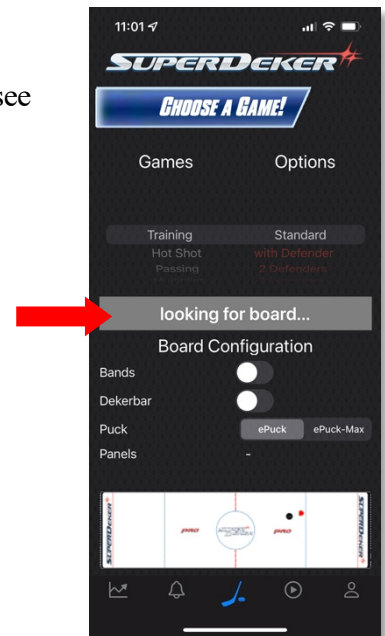 see
11:01
SUPERDEKER
CHOOSE A GAME!
Games Options
Training Standard
Hot Shot with Defender
Passing 2 Defenders
looking for board...
Board Configuration
Bands
Dekerbar
Puck ePuck ePuck-Max
Panels -
SUPERDEKER PRO PRO SUPERDEKER